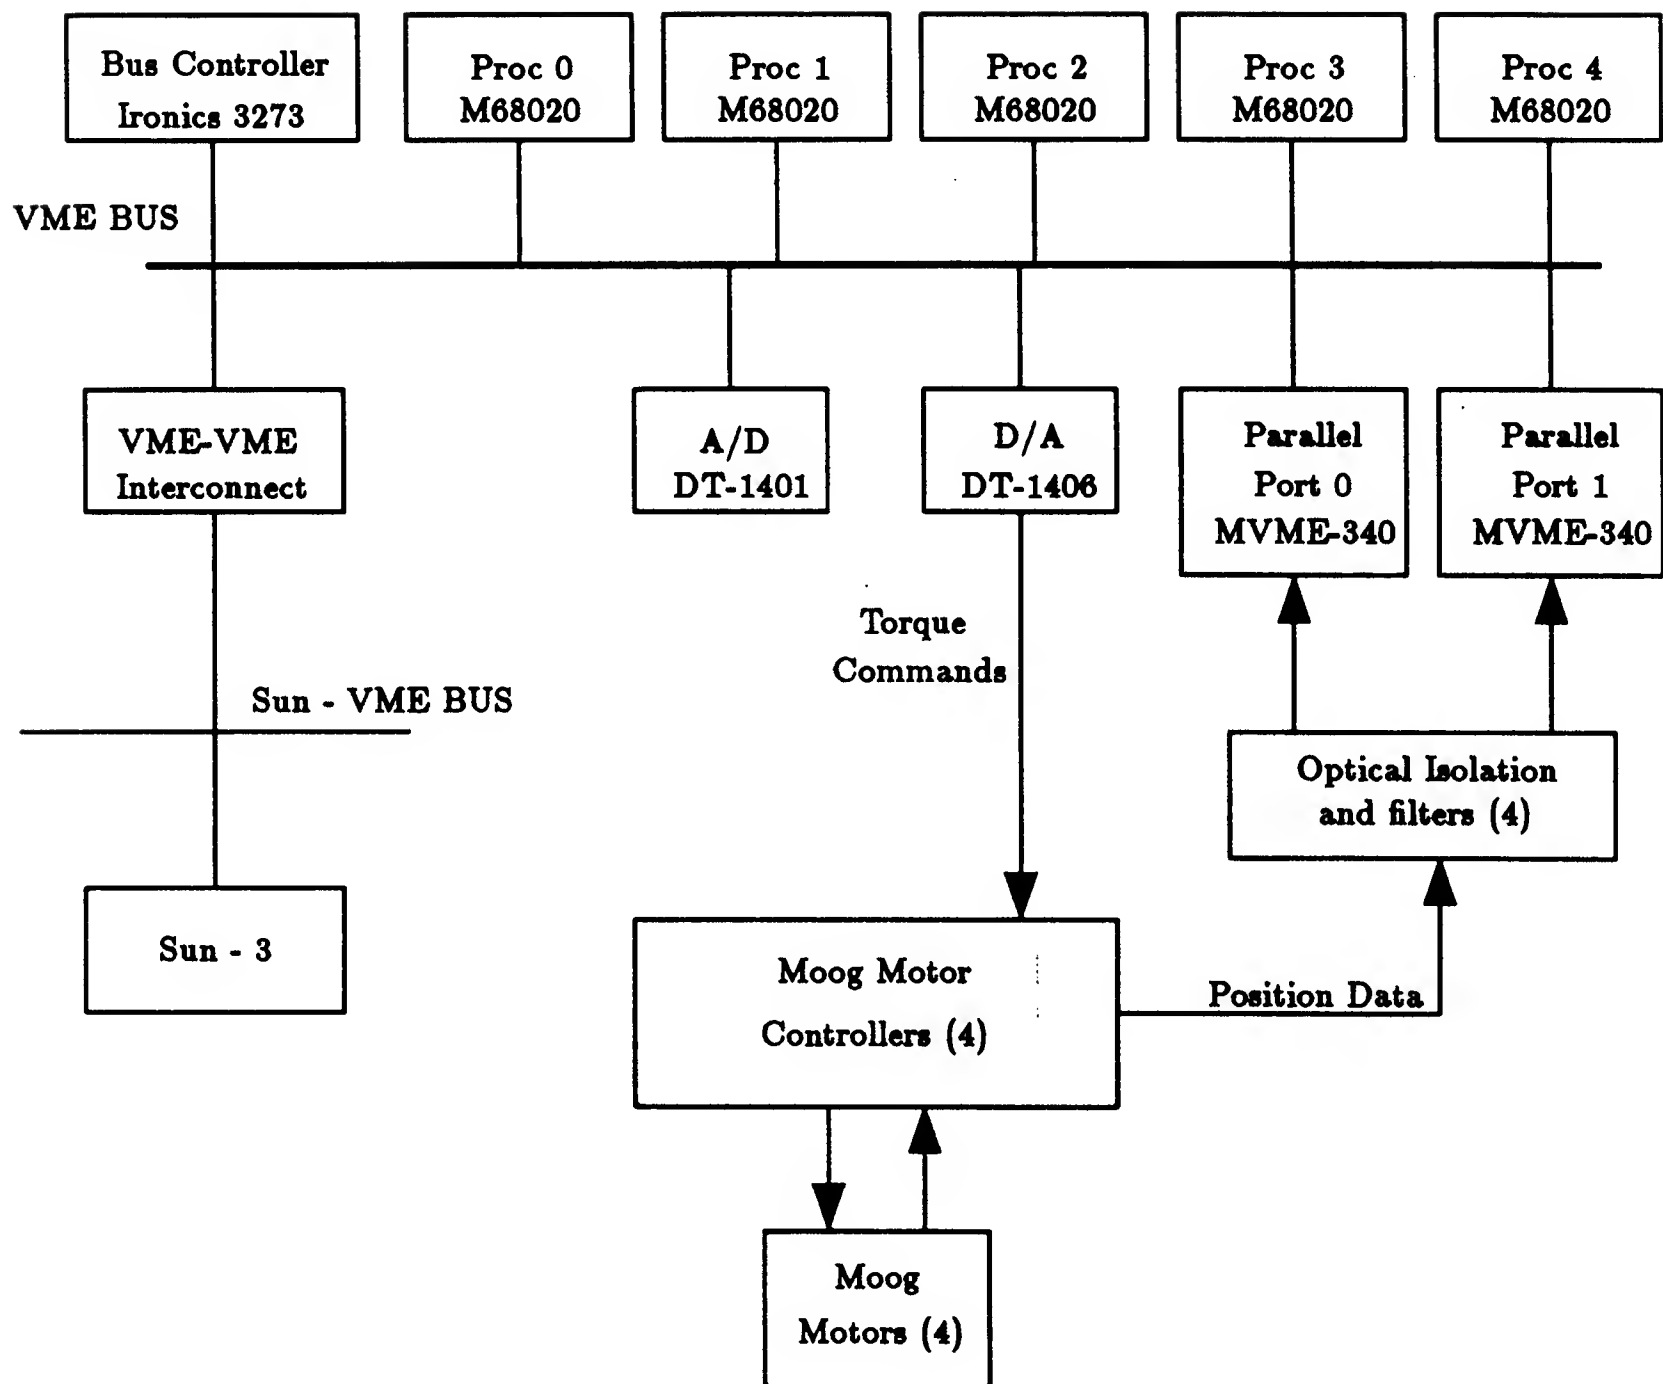 Bus Controller
Ironics 3273
Proc 0
M68020
Proc 1
M68020
Proc 2
M68020
Proc 3
M68020
Proc 4
M68020
VME BUS
VME-VME
Interconnect
A/D
DT-1401
D/A
DT-1406
Parallel
Port 0
MVME-340
Parallel
Port 1
MVME-340
Torque
Commands
Sun - VME BUS
Optical Isolation
and filters (4)
Sun - 3
Moog Motor
Controllers (4)
Position Data
Moog
Motors (4)